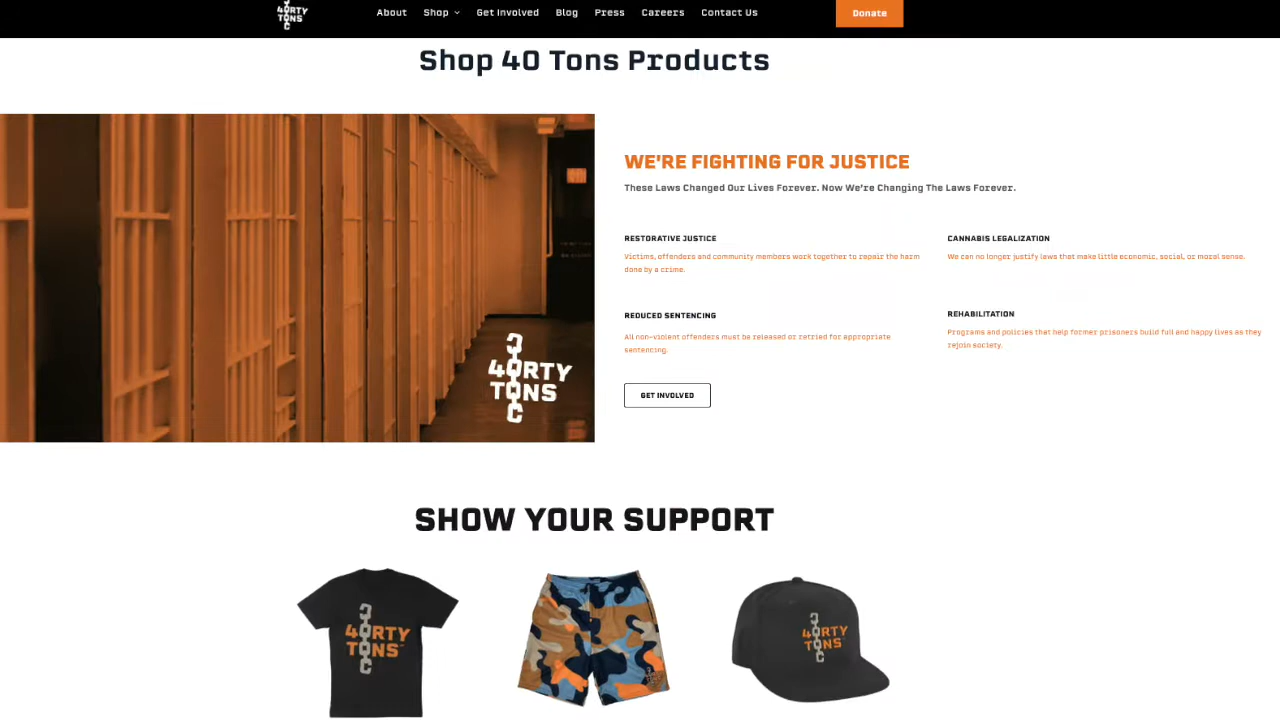 4ORTY
TONS
About
Shop
Get Involved
Blog
Press
Careers
Contact Us
Donate
Shop 40 Tons Products
WE'RE FIGHTING FOR JUSTICE
These Laws Changed Our Lives Forever. Now We're Changing The Laws Forever.
RESTORATIVE JUSTICE
Victims, offenders and community members work together to repair the harm
done by a crime.
CANNABIS LEGALIZATION
We can no longer justify laws that make little economic, social, or moral sense.
REDUCED SENTENCING
All non-violent offenders must be released or retried for appropriate
sentencing.
REHABILITATION
Programs and policies that help former prisoners build full and happy lives as they
rejoin society.
4ORTY
TONS
GET INVOLVED
SHOW YOUR SUPPORT
4ORTY
TONS
4ORTY
TONS